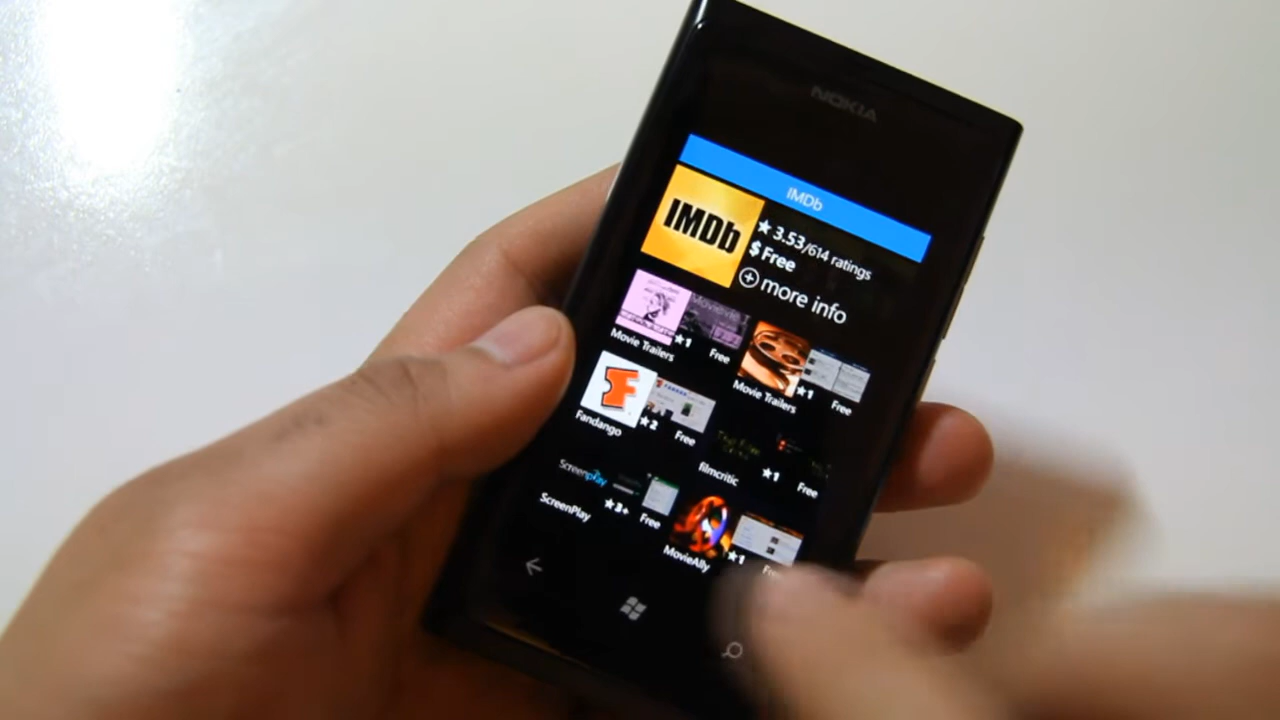 NOKIA
IMDb
IMDb
★ 3.53/614 ratings
$ Free
more info
Movie Trailers ★1 Free
Movie Trailers ★1 Free
F
Fandango ★2 Free
filmcritic ★1 Free
Screenplay
ScreenPlay ★3+ Free
MovieAlly ★1